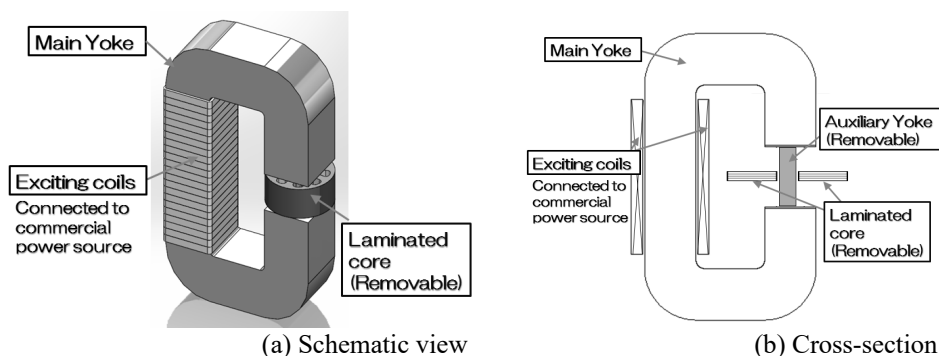 Main Yoke
Exciting coils
Connected to
commercial
power source
Laminated
core
(Removable)
(a) Schematic view
Main Yoke
Auxiliary Yoke
(Removable)
Exciting coils
Connected to
commercial
power source
Laminated
core
(Removable)
(b) Cross-section